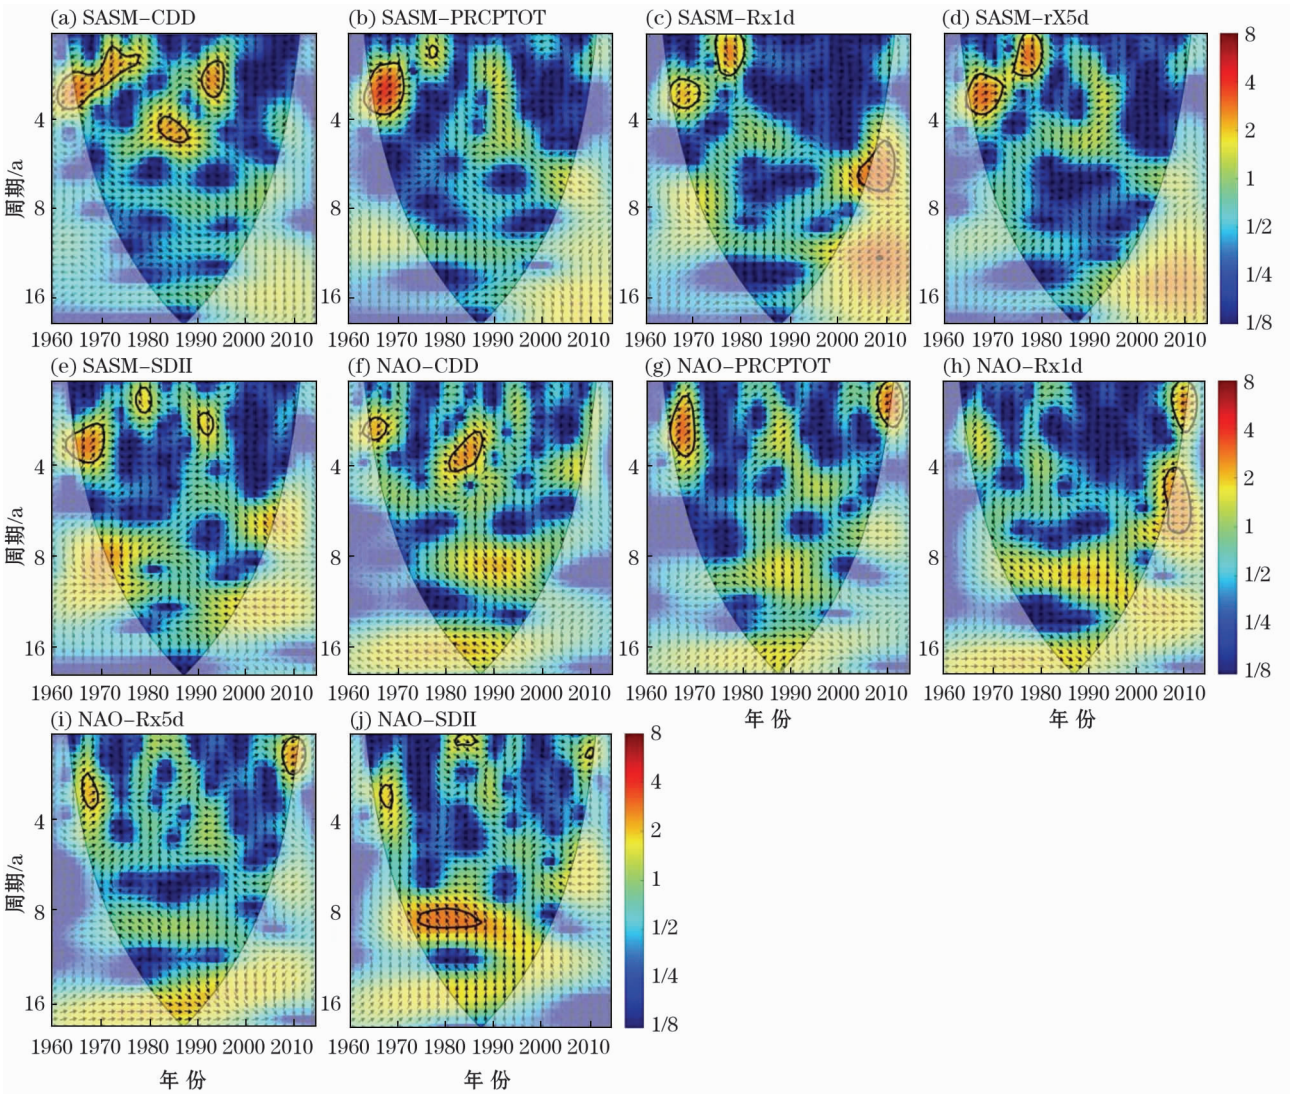 (a) SASM-CDD (b) SASM-PRCPTOT (c) SASM-Rx1d (d) SASM-rX5d
周期/a
4 8 16
4 8 16
4 8 16
4 8 16
8 4 2 1 1/2 1/4 1/8
1960 1970 1980 1990 2000 2010 1960 1970 1980 1990 2000 2010 1960 1970 1980 1990 2000 2010 1960 1970 1980 1990 2000 2010
(e) SASM-SDII (f) NAO-CDD (g) NAO-PRCPTOT (h) NAO-Rx1d
周期/a
4 8 16
4 8 16
4 8 16
4 8 16
8 4 2 1 1/2 1/4 1/8
1960 1970 1980 1990 2000 2010 1960 1970 1980 1990 2000 2010 1960 1970 1980 1990 2000 2010 1960 1970 1980 1990 2000 2010
年 份 年 份
(i) NAO-Rx5d (j) NAO-SDII
周期/a
4 8 16
4 8 16
8 4 2 1 1/2 1/4 1/8
1960 1970 1980 1990 2000 2010 1960 1970 1980 1990 2000 2010
年 份 年 份